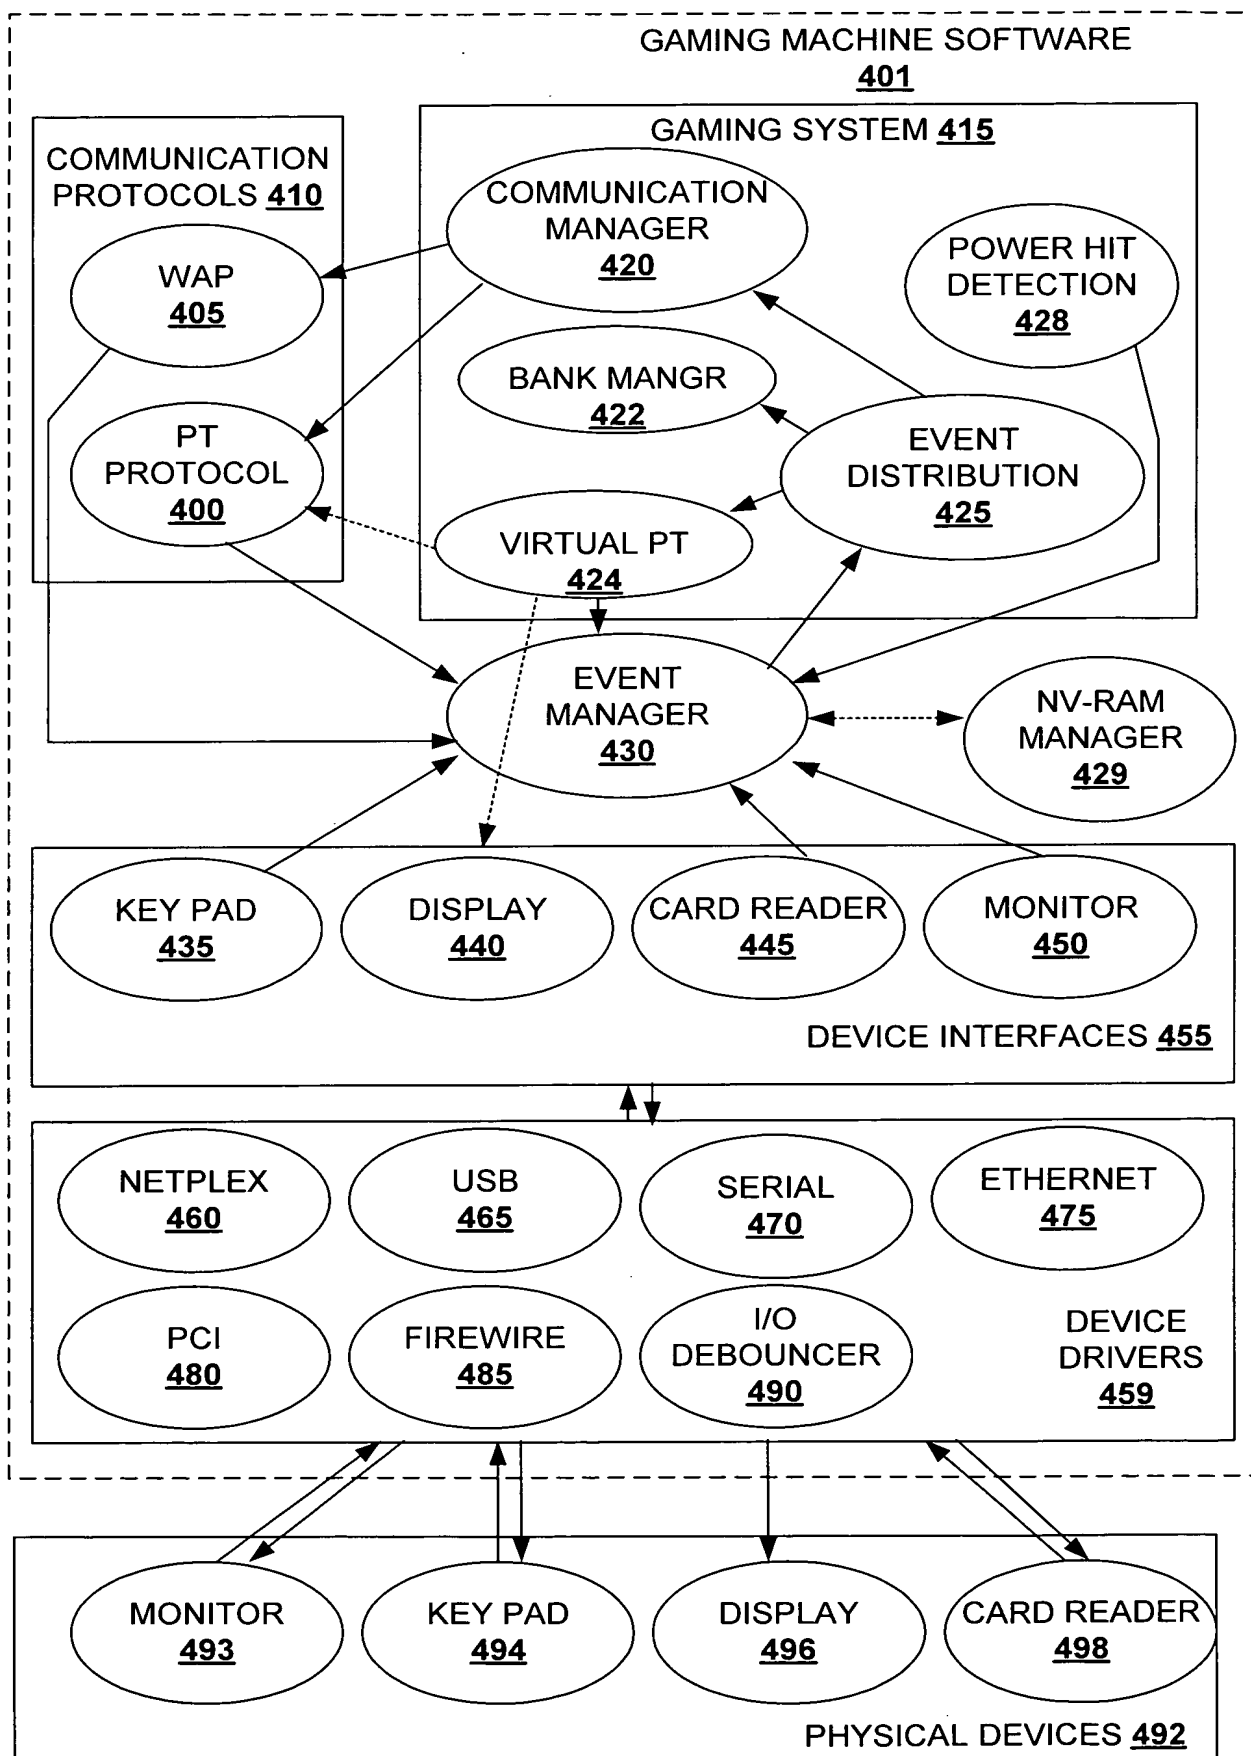 GAMING MACHINE SOFTWARE
401
GAMING SYSTEM 415
COMMUNICATION
PROTOCOLS 410
COMMUNICATION
MANAGER
420
POWER HIT
DETECTION
428
WAP
405
BANK MANGR
422
PT
PROTOCOL
400
EVENT
DISTRIBUTION
425
VIRTUAL PT
424
EVENT
MANAGER
430
NV-RAM
MANAGER
429
KEY PAD
435
DISPLAY
440
CARD READER
445
MONITOR
450
DEVICE INTERFACES 455
NETPLEX
460
USB
465
SERIAL
470
ETHERNET
475
PCI
480
FIREWIRE
485
I/O
DEBOUNCER
490
DEVICE
DRIVERS
459
MONITOR
493
KEY PAD
494
DISPLAY
496
CARD READER
498
PHYSICAL DEVICES 492